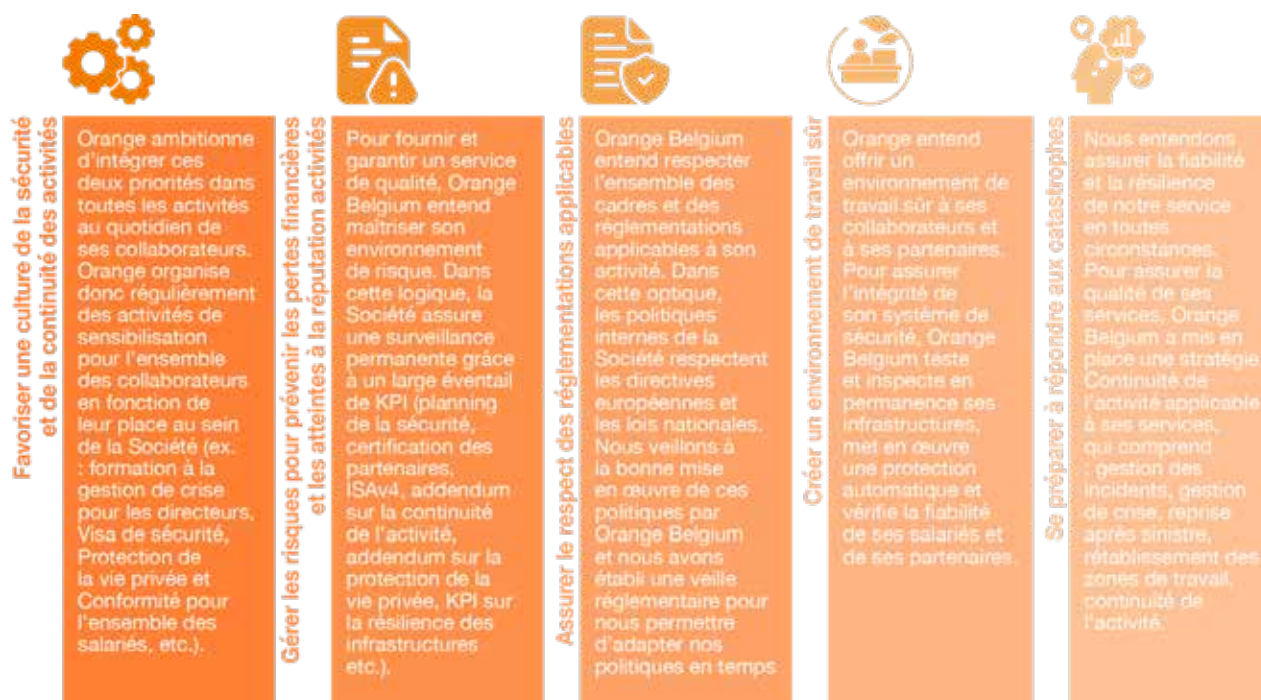 Favoriser une culture de la sécurité
et de la continuité des activités
Orange ambitionne
d'intégrer ces
deux priorités dans
toutes les activités
au quotidien de
ses collaborateurs.
Orange organise
donc régulièrement
des activités de
sensibilisation
pour l'ensemble
des collaborateurs
en fonction de
leur place au sein
de la Société (ex.
: formation à la
gestion de crise
pour les directeurs,
Visa de sécurité,
Protection de
la vie privée et
Conformité pour
l'ensemble des
salariés, etc.).
Gérer les risques pour prévenir les pertes financières
et les atteintes à la réputation activités
Pour fournir et
garantir un service
de qualité, Orange
Belgium entend
maîtriser son
environnement
de risque. Dans
cette logique, la
Société assure
une surveillance
permanente grâce
à un large éventail
de KPI (planning
de la sécurité,
certification des
partenaires,
ISAv4, addendum
sur la continuité
de l'activité,
addendum sur la
protection de la
vie privée, KPI sur
la résilience des
infrastructures
etc.).
Assurer le respect des réglementations applicables
Orange Belgium
entend respecter
l'ensemble des
cadres et des
réglementations
applicables à son
activité. Dans
cette optique,
les politiques
internes de la
Société respectent
les directives
européennes et
les lois nationales.
Nous veillons à
la bonne mise
en œuvre de ces
politiques par
Orange Belgium
et nous avons
établi une veille
réglementaire pour
nous permettre
d'adapter nos
politiques en temps
Créer un environnement de travail sûr
Orange entend
offrir un
environnement de
travail sûr à ses
collaborateurs et
à ses partenaires.
Pour assurer
l'intégrité de
son système de
sécurité, Orange
Belgium teste
et inspecte en
permanence ses
infrastructures,
met en œuvre
une protection
automatique et
vérifie la fiabilité
de ses salariés et
de ses partenaires.
Se préparer à répondre aux catastrophes
Nous entendons
assurer la fiabilité
et la résilience
de notre service
en toutes
circonstances.
Pour assurer la
qualité de ses
services, Orange
Belgium a mis en
place une stratégie
Continuité de
l'activité applicable
à ses services,
qui comprend
: gestion des
incidents, gestion
de crise, reprise
après sinistre,
rétablissement des
zones de travail,
continuité de
l'activité.